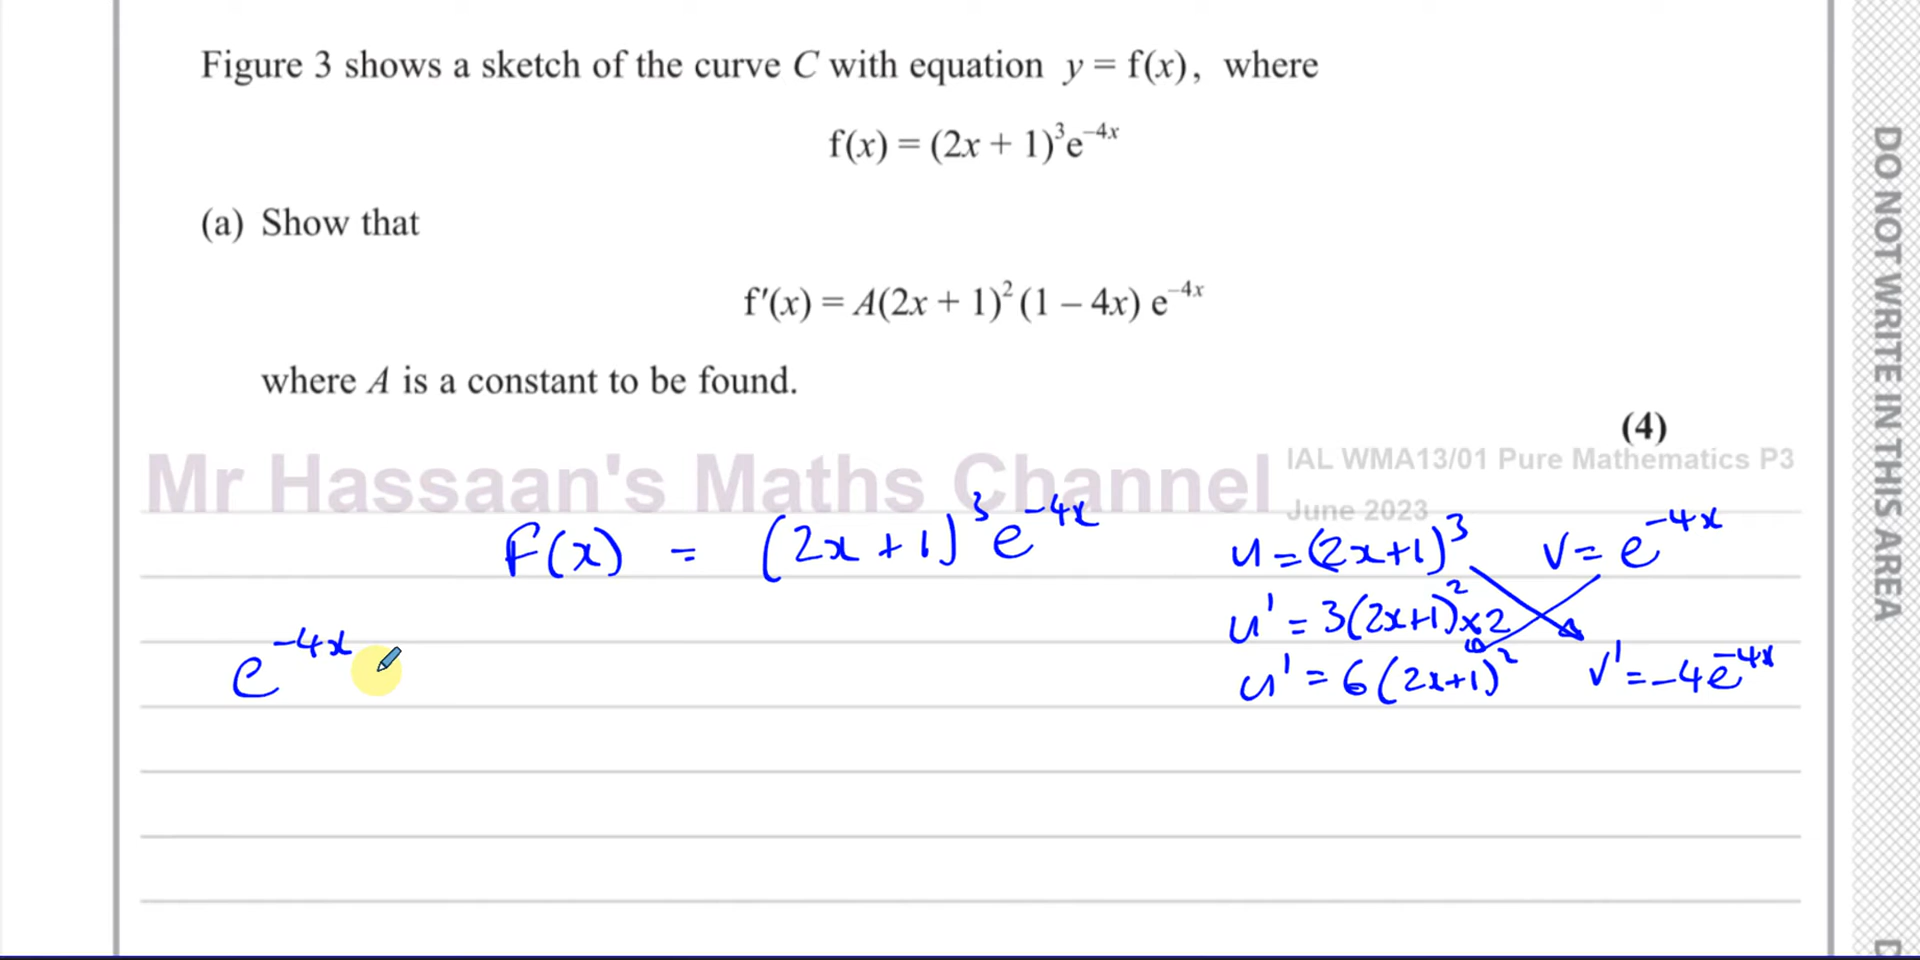 Figure 3 shows a sketch of the curve C with equation y = f(x), where
f(x) = (2x + 1)³e⁻⁴ˣ
(a) Show that
f′(x) = A(2x + 1)² (1 – 4x) e⁻⁴ˣ
where A is a constant to be found.
(4)
Mr Hassaan's Maths Channel
IAL WMA13/01 Pure Mathematics P3
June 2023
f(x) = (2x+1)³e⁻⁴ˣ
u=(2x+1)³ v=e⁻⁴ˣ
u' = 3(2x+1)²×2
u' = 6(2x+1)² v'=-4e⁻⁴ˣ
e⁻⁴ˣ
DO NOT WRITE IN THIS AREA
D